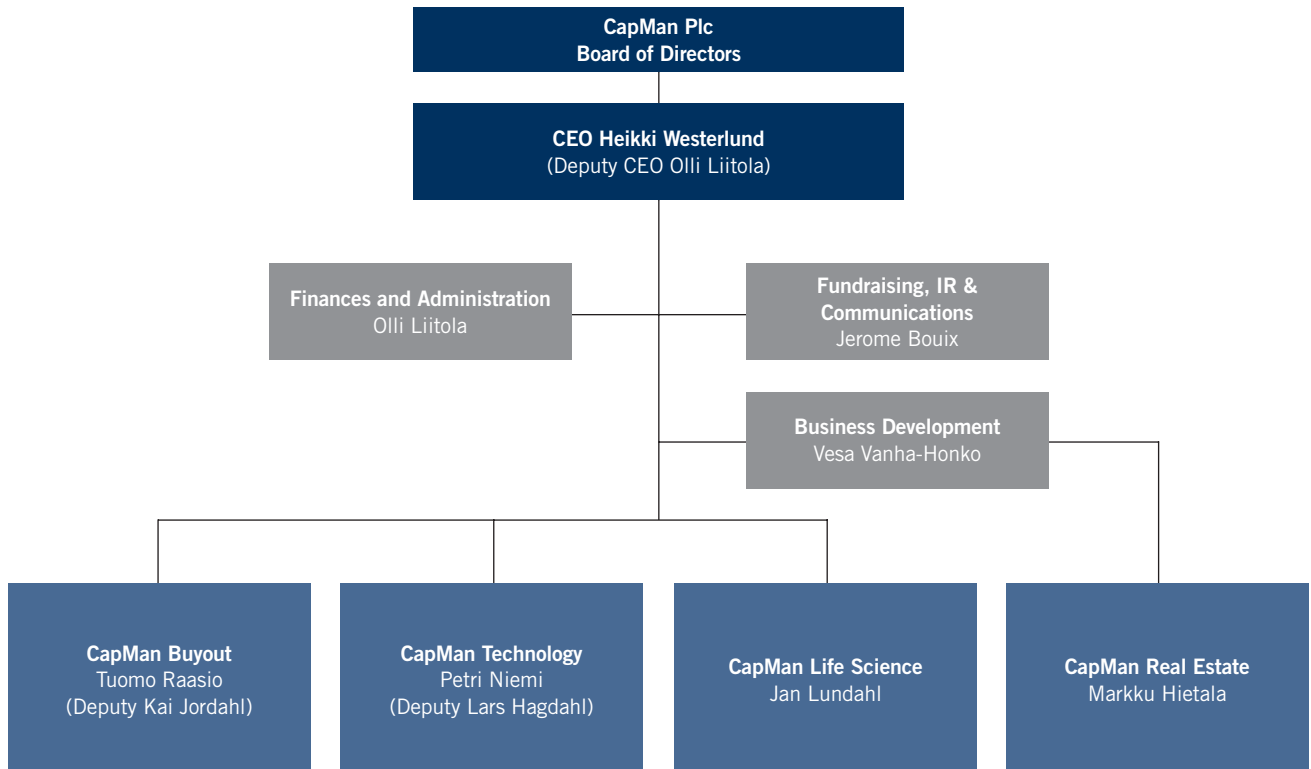 CapMan Plc
Board of Directors
CEO Heikki Westerlund
(Deputy CEO Olli Liitola)
Finances and Administration
Olli Liitola
Fundraising, IR &
Communications
Jerome Bouix
Business Development
Vesa Vanha-Honko
CapMan Buyout
Tuomo Raasio
(Deputy Kai Jordahl)
CapMan Technology
Petri Niemi
(Deputy Lars Hagdahl)
CapMan Life Science
Jan Lundahl
CapMan Real Estate
Markku Hietala